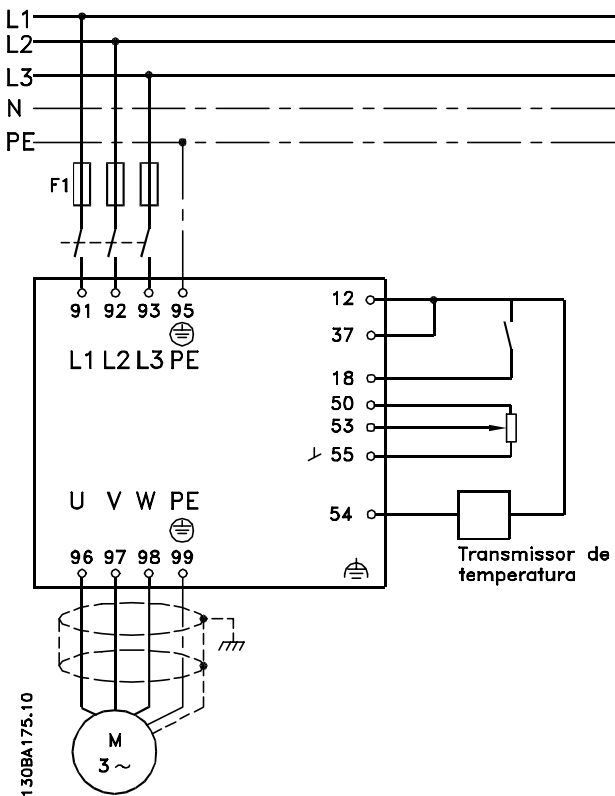 L1
L2
L3
N
PE
F1
91 92 93 95
L1 L2 L3 PE
12
37
18
50
53
55
54
U V W PE
96 97 98 99
Transmissor de
temperatura
M
3 ~
130BA175.10